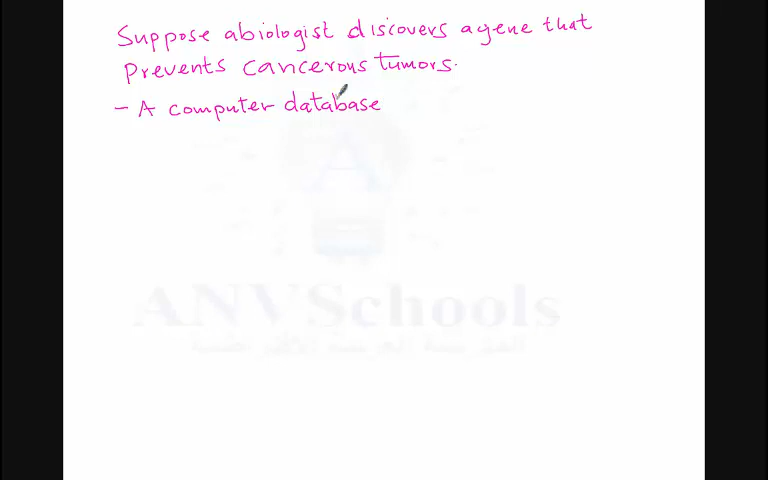 Suppose abiologist discovers agene that
Prevents cancerous tumors.
- A computer database
ANVSchools